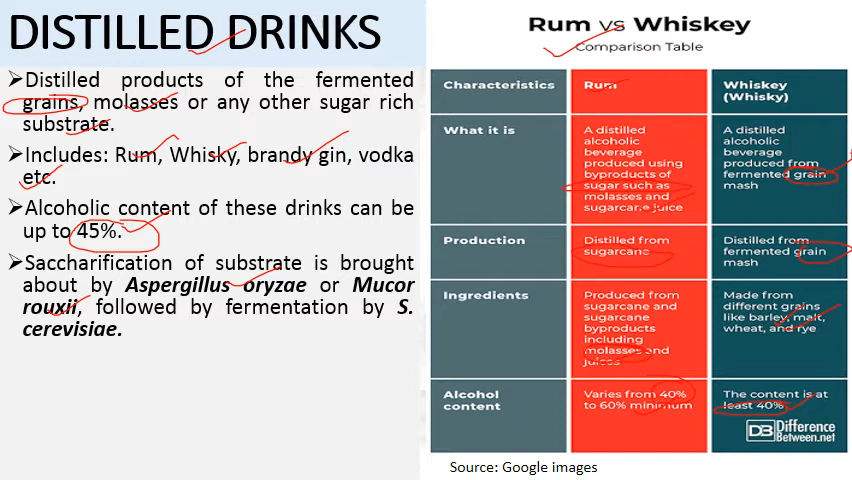 DISTILLED DRINKS
➢Distilled products of the fermented
grains, molasses or any other sugar rich
substrate.
➢Includes: Rum, Whisky, brandy gin, vodka
etc.
➢Alcoholic content of these drinks can be
up to 45%.
➢Saccharification of substrate is brought
about by Aspergillus oryzae or Mucor
rouxii, followed by fermentation by S.
cerevisiae.
Rum vs Whiskey
Comparison Table
Characteristics
Rum
Whiskey
(Whisky)
What it is
A distilled
alcoholic
beverage
produced using
byproducts of
sugar such as
molasses and
sugarcane juice
A distilled
alcoholic
beverage
produced from
fermented grain
mash
Production
Distilled from
sugarcane
Distilled from
fermented grain
mash
Ingredients
Produced from
sugarcane and
sugarcane
byproducts
including
molasses and
juices
Made from
different grains
like barley, malt,
wheat, and rye
Alcohol
content
Varies from 40%
to 60% minimum
The content is at
least 40%
DB Difference
Between.net
Source: Google images